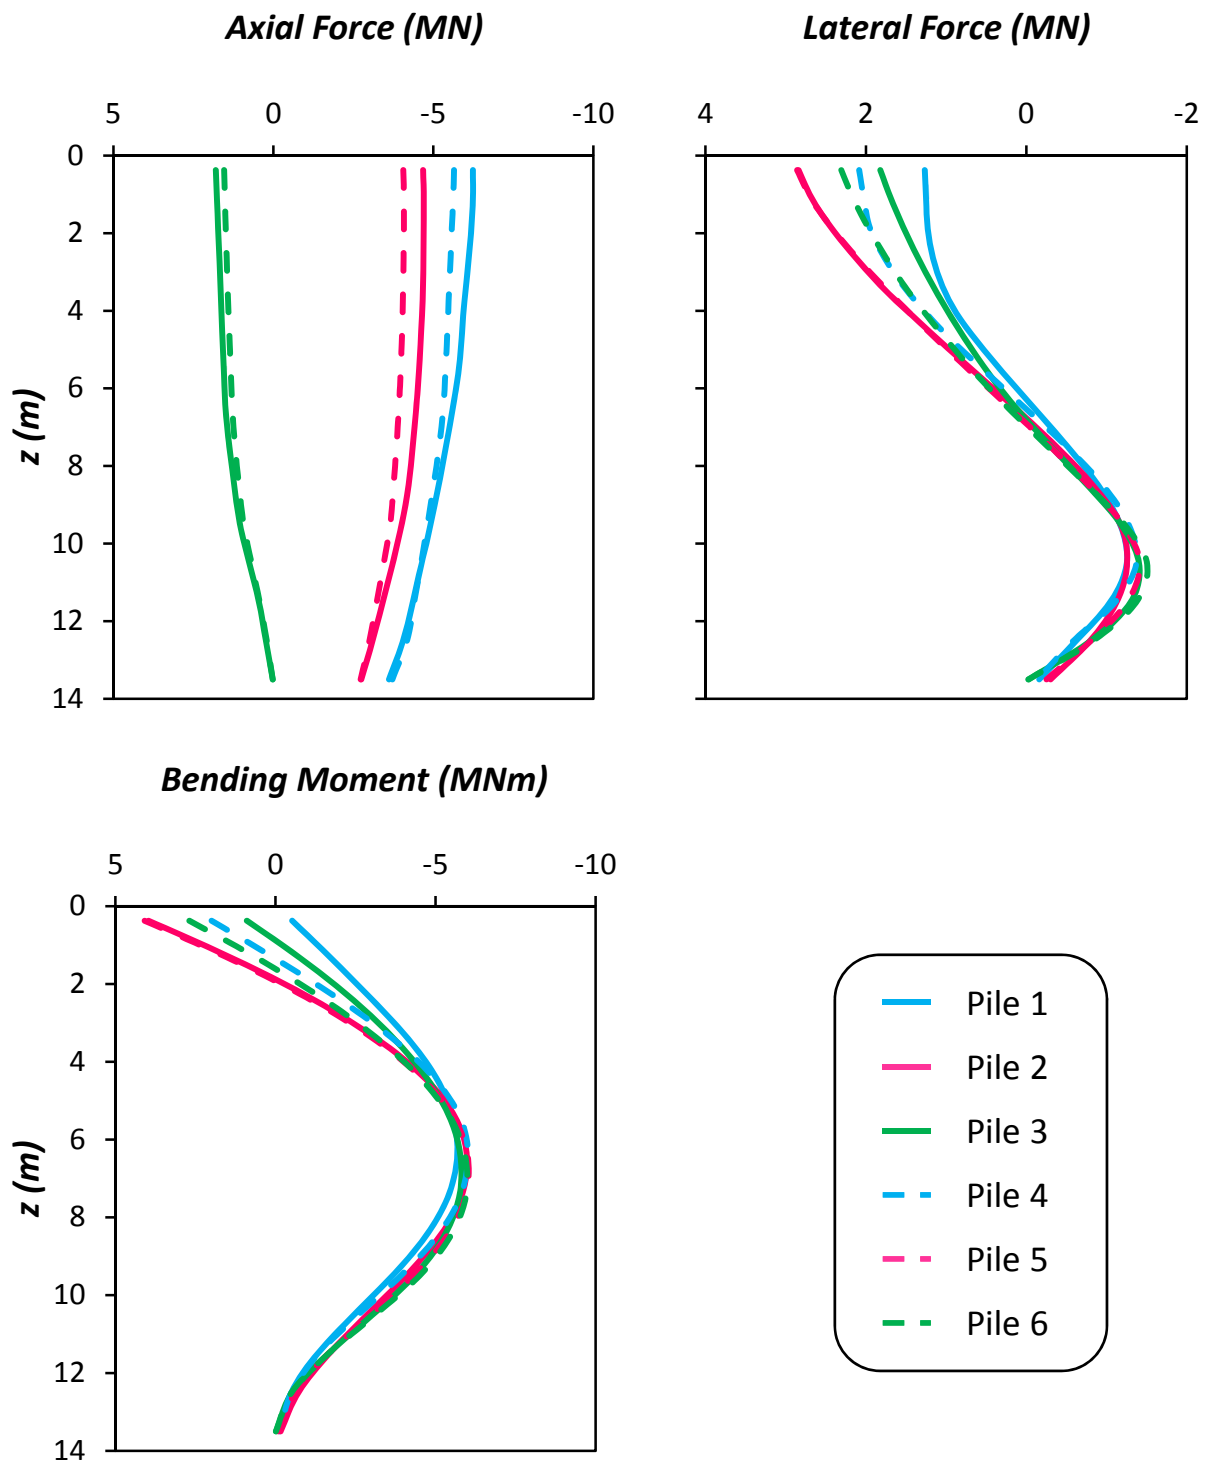 Axial Force (MN)
5 0 -5 -10
0
2
4
6
8
10
12
14
z (m)
Lateral Force (MN)
4 2 0 -2
Bending Moment (MNm)
5 0 -5 -10
0
2
4
6
8
10
12
14
z (m)
Pile 1
Pile 2
Pile 3
Pile 4
Pile 5
Pile 6